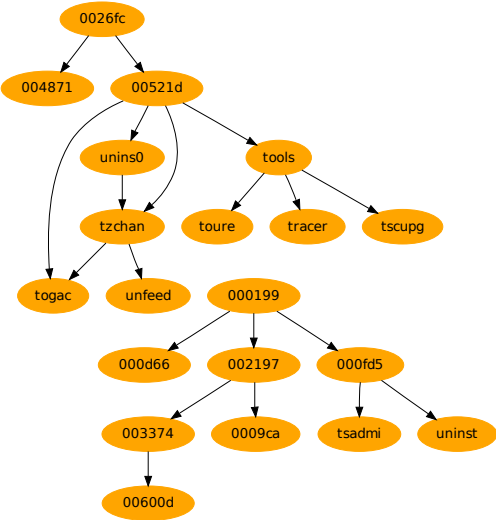 0026fc
004871
00521d
unins0
tools
tzchan
toure
tracer
tscupg
togac
unfeed
000199
000d66
002197
000fd5
003374
0009ca
tsadmi
uninst
00600d